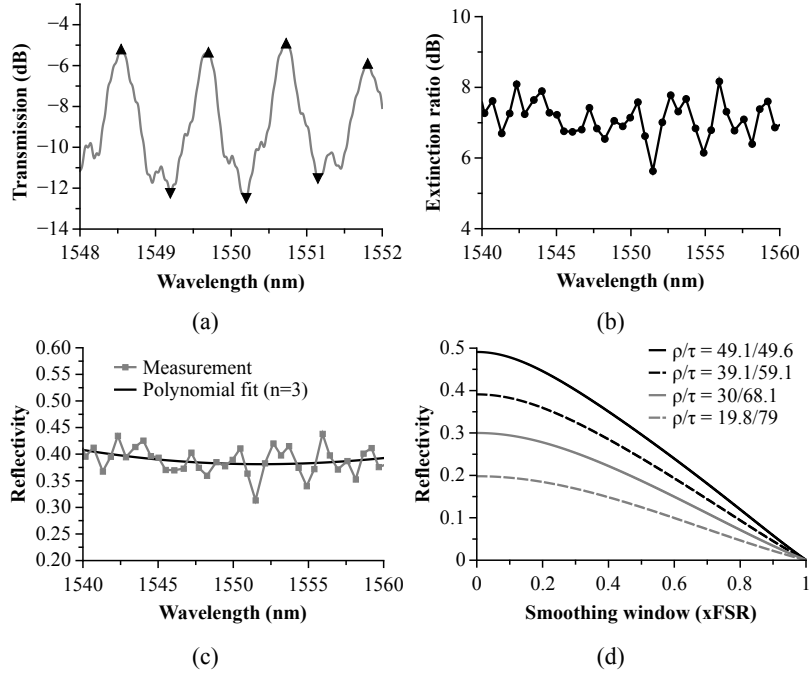 −4
−6
−8
−10
−12
−14
Transmission (dB)
1548
1549
1550
1551
1552
Wavelength (nm)
(a)
10
8
6
4
Extinction ratio (dB)
1540
1545
1550
1555
1560
Wavelength (nm)
(b)
0.60
0.55
0.50
0.45
0.40
0.35
0.30
0.25
0.20
Reflectivity
Measurement
Polynomial fit (n=3)
1540
1545
1550
1555
1560
Wavelength (nm)
(c)
0.5
0.4
0.3
0.2
0.1
0
Reflectivity
ρ/τ = 49.1/49.6
ρ/τ = 39.1/59.1
ρ/τ = 30/68.1
ρ/τ = 19.8/79
0
0.2
0.4
0.6
0.8
1
Smoothing window (xFSR)
(d)